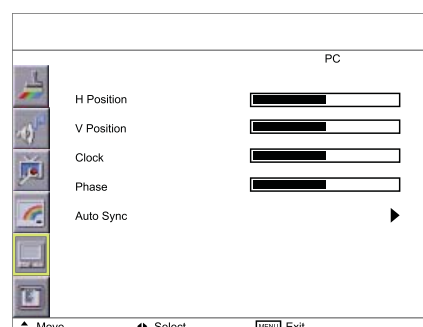 PC
H Position
V Position
Clock
Phase
Auto Sync
Move Select MENU Exit